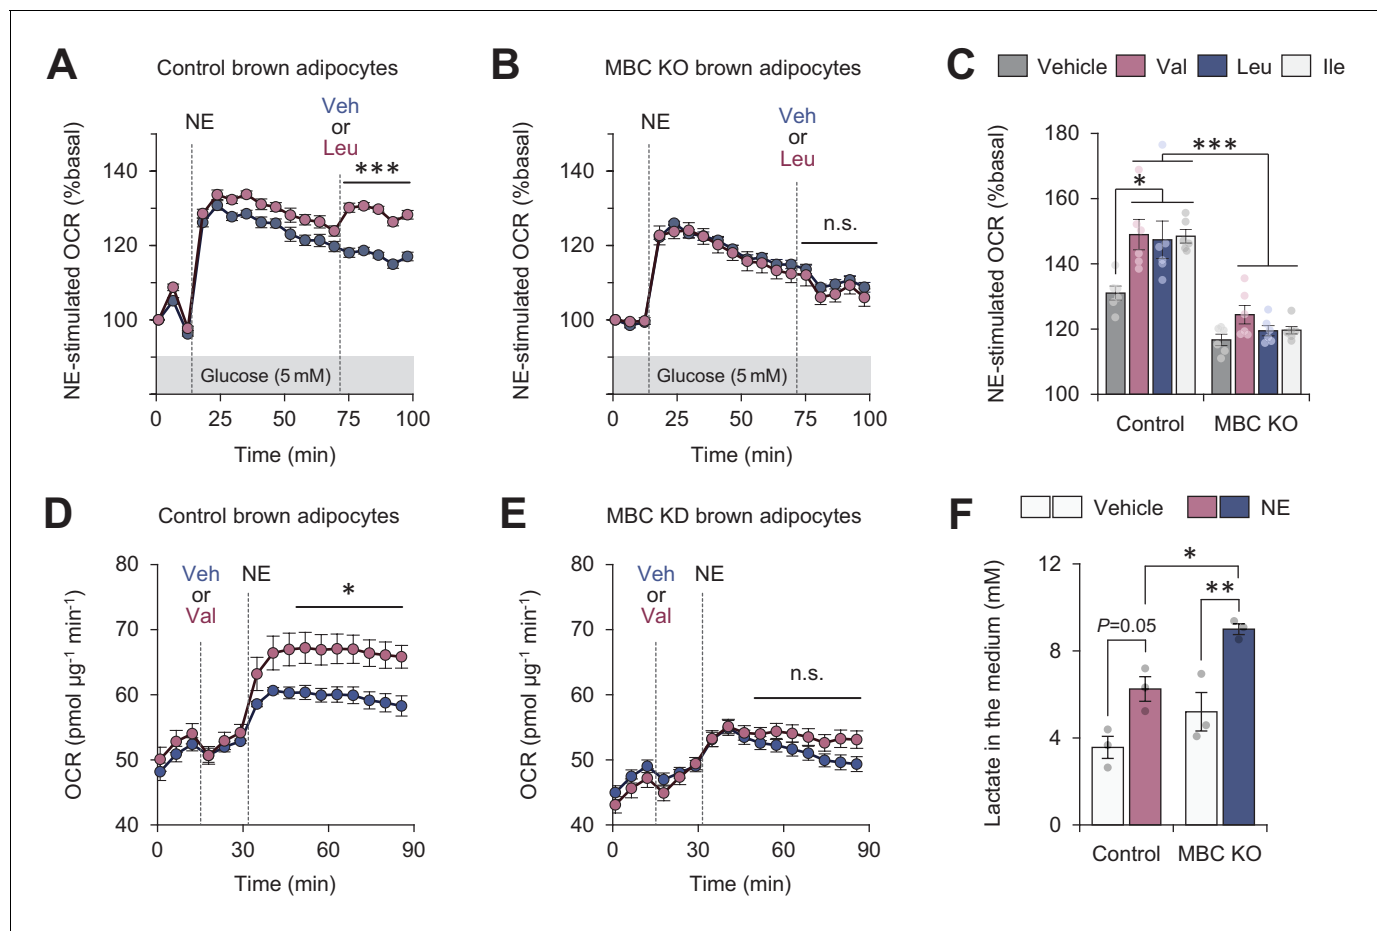 A
Control brown adipocytes
NE-stimulated OCR (%basal)
NE
Veh
or
Leu
***
140
120
100
Glucose (5 mM)
0 25 50 75 100
Time (min)
B
MBC KO brown adipocytes
NE-stimulated OCR (%basal)
NE
Veh
or
Leu
n.s.
140
120
100
Glucose (5 mM)
0 25 50 75 100
Time (min)
C
Vehicle Val Leu Ile
NE-stimulated OCR (%basal)
180
160
140
120
100
***
*
Control MBC KO
D
Control brown adipocytes
OCR (pmol µg⁻¹ min⁻¹)
Veh
or
Val
NE
*
80
70
60
50
40
0 30 60 90
Time (min)
E
MBC KD brown adipocytes
OCR (pmol µg⁻¹ min⁻¹)
Veh
or
Val
NE
n.s.
80
70
60
50
40
0 30 60 90
Time (min)
F
Vehicle NE
Lactate in the medium (mM)
12
8
4
0
*
**
P=0.05
Control MBC KO